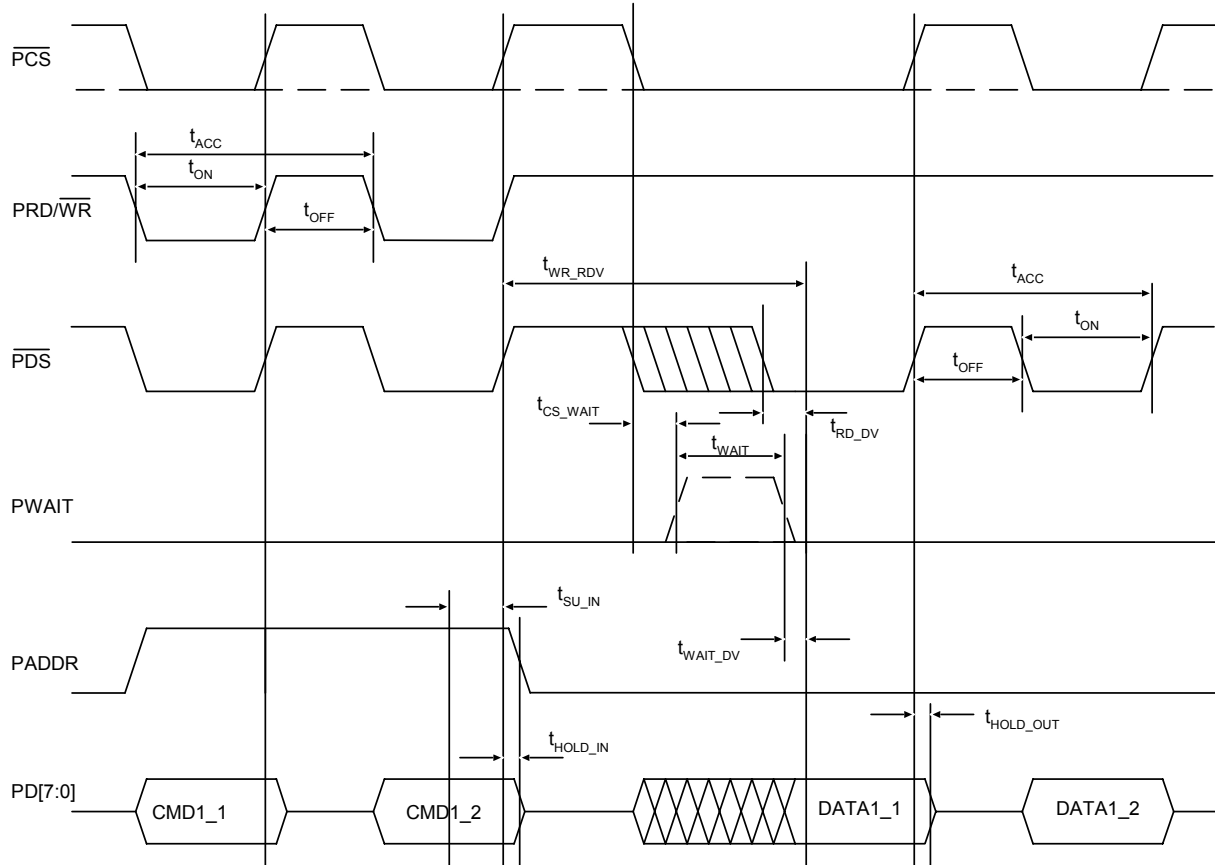 PCS
tACC
tON
PRD/WR
tOFF
tWR_RDV
tACC
tON
PDS
tOFF
tCS_WAIT
tRD_DV
tWAIT
PWAIT
tSU_IN
tWAIT_DV
PADDR
tHOLD_OUT
tHOLD_IN
PD[7:0]
CMD1_1
CMD1_2
DATA1_1
DATA1_2